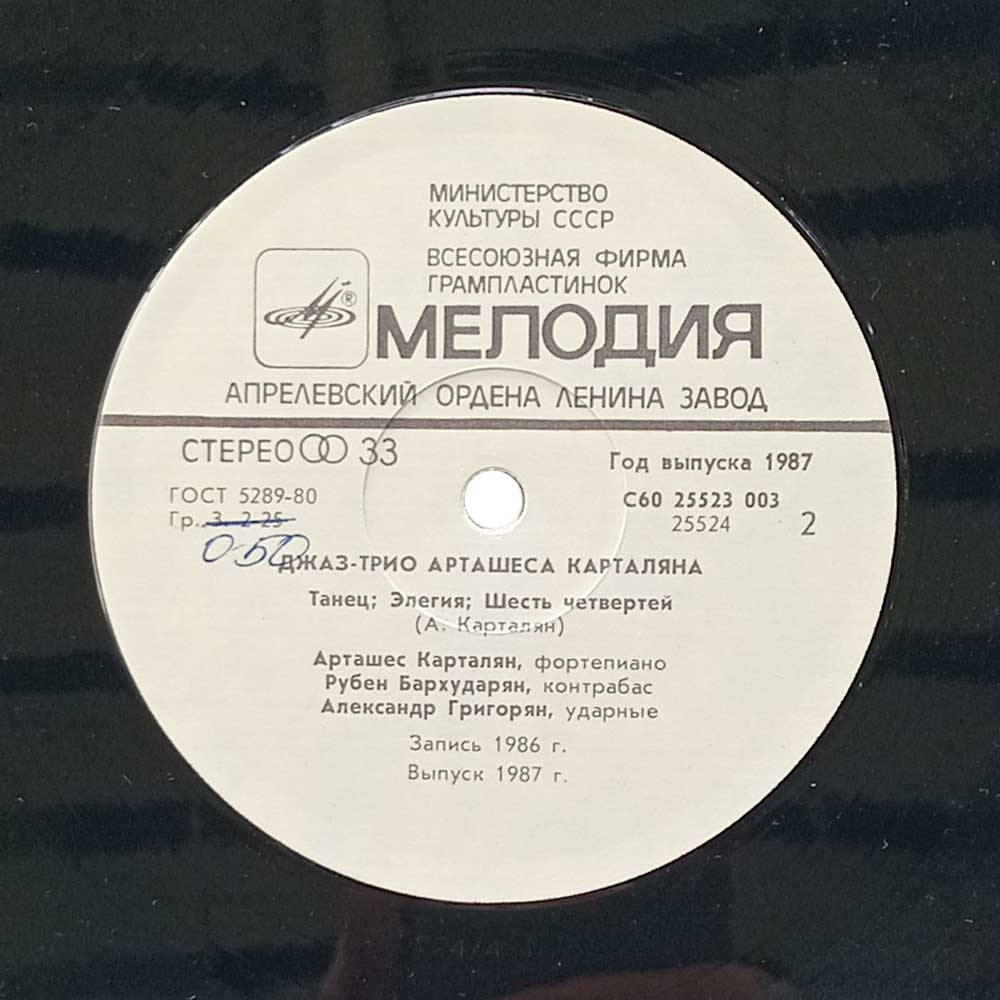 МИНИСТЕРСТВО
КУЛЬТУРЫ СССР
ВСЕСОЮЗНАЯ ФИРМА
ГРАМПЛАСТИНОК
®
МЕЛОДИЯ
АПРЕЛЕВСКИЙ ОРДЕНА ЛЕНИНА ЗАВОД
СТЕРЕО 33
Год выпуска 1987
ГОСТ 5289-80
С60 25523 003
Гр. 3. 2-25
25524
2
0-50
ДЖАЗ-ТРИО АРТАШЕСА КАРТАЛЯНА
Танец; Элегия; Шесть четвертей
(А. Карталян)
Арташес Карталян, фортепиано
Рубен Бархударян, контрабас
Александр Григорян, ударные
Запись 1986 г.
Выпуск 1987 г.